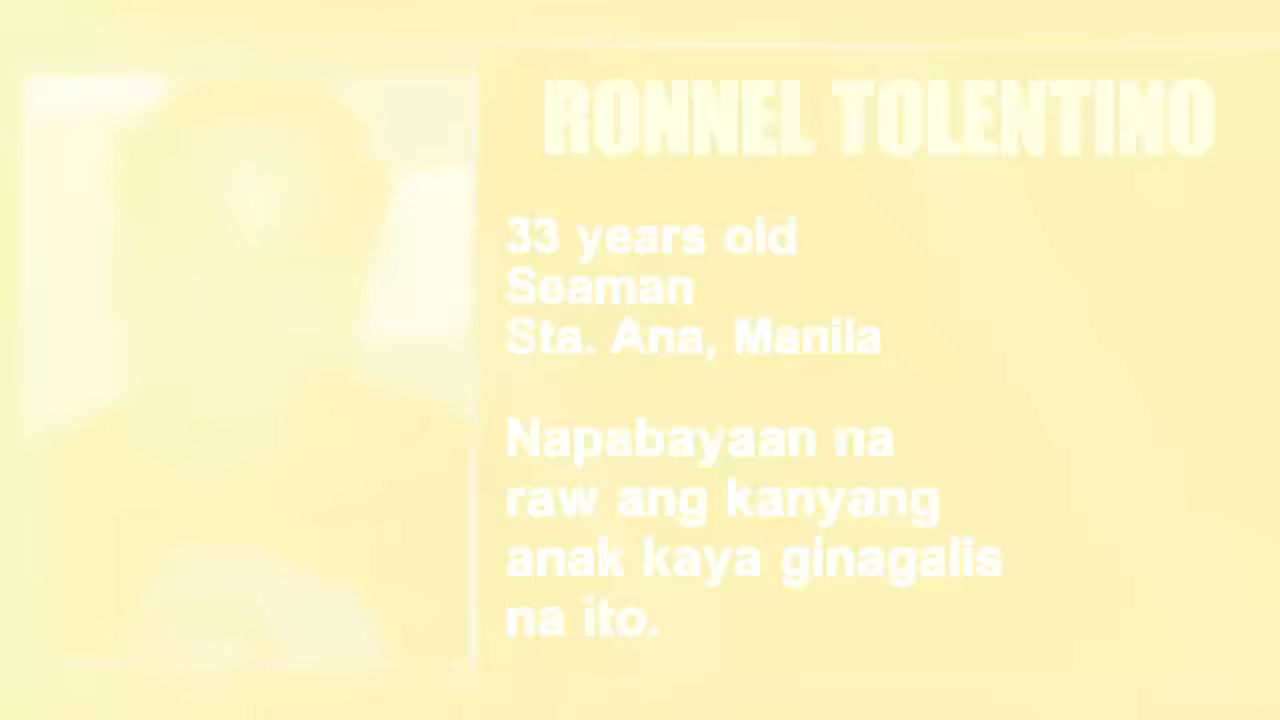 RONNEL TOLENTINO
33 years old
Seaman
Sta. Ana, Manila
Napabayaan na
raw ang kanyang
anak kaya ginagalis
na ito.